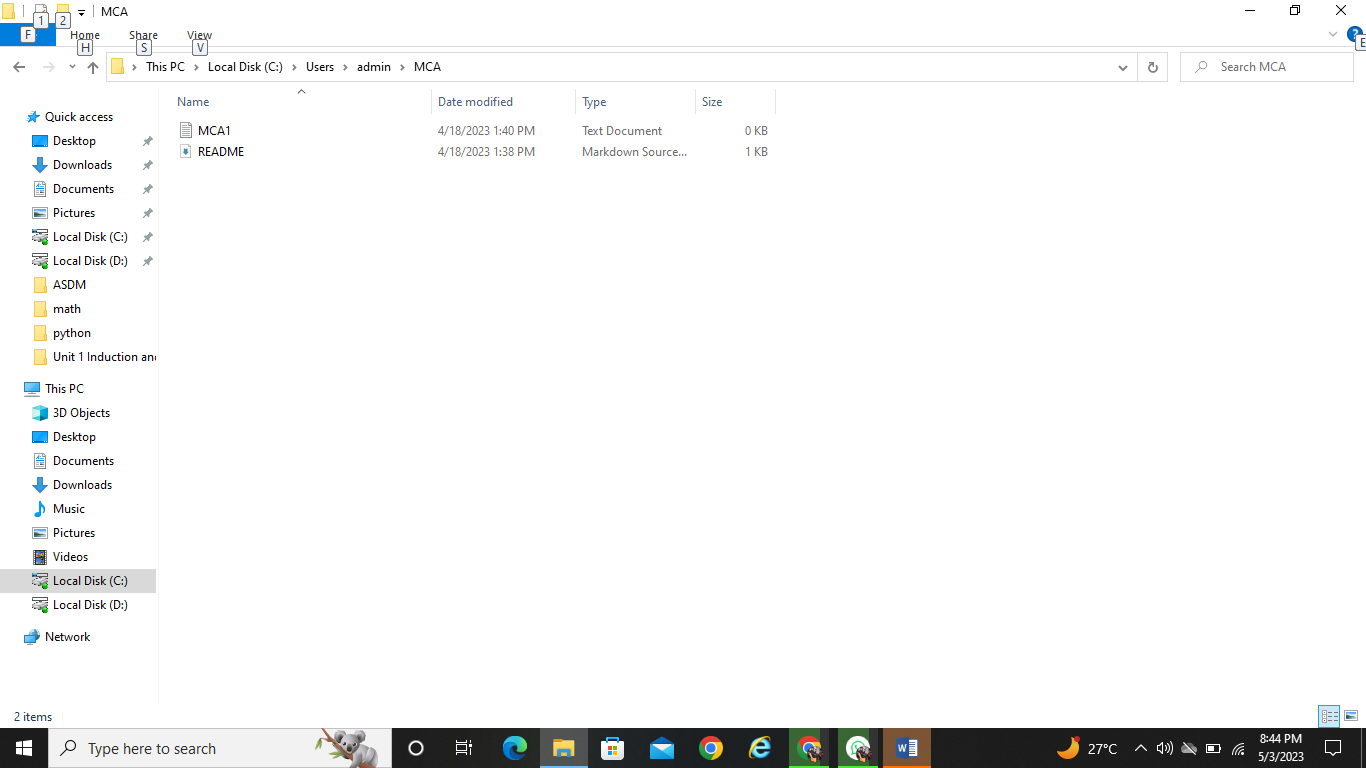 1 2 MCA
F Home Share View
H S V E
This PC Local Disk (C:) Users admin MCA
Search MCA
Name Date modified Type Size
MCA1 4/18/2023 1:40 PM Text Document 0 KB
README 4/18/2023 1:38 PM Markdown Source... 1 KB
Quick access
Desktop
Downloads
Documents
Pictures
Local Disk (C:)
Local Disk (D:)
ASDM
math
python
Unit 1 Induction and
This PC
3D Objects
Desktop
Documents
Downloads
Music
Pictures
Videos
Local Disk (C:)
Local Disk (D:)
Network
2 items
Type here to search
27°C
8:44 PM
5/3/2023